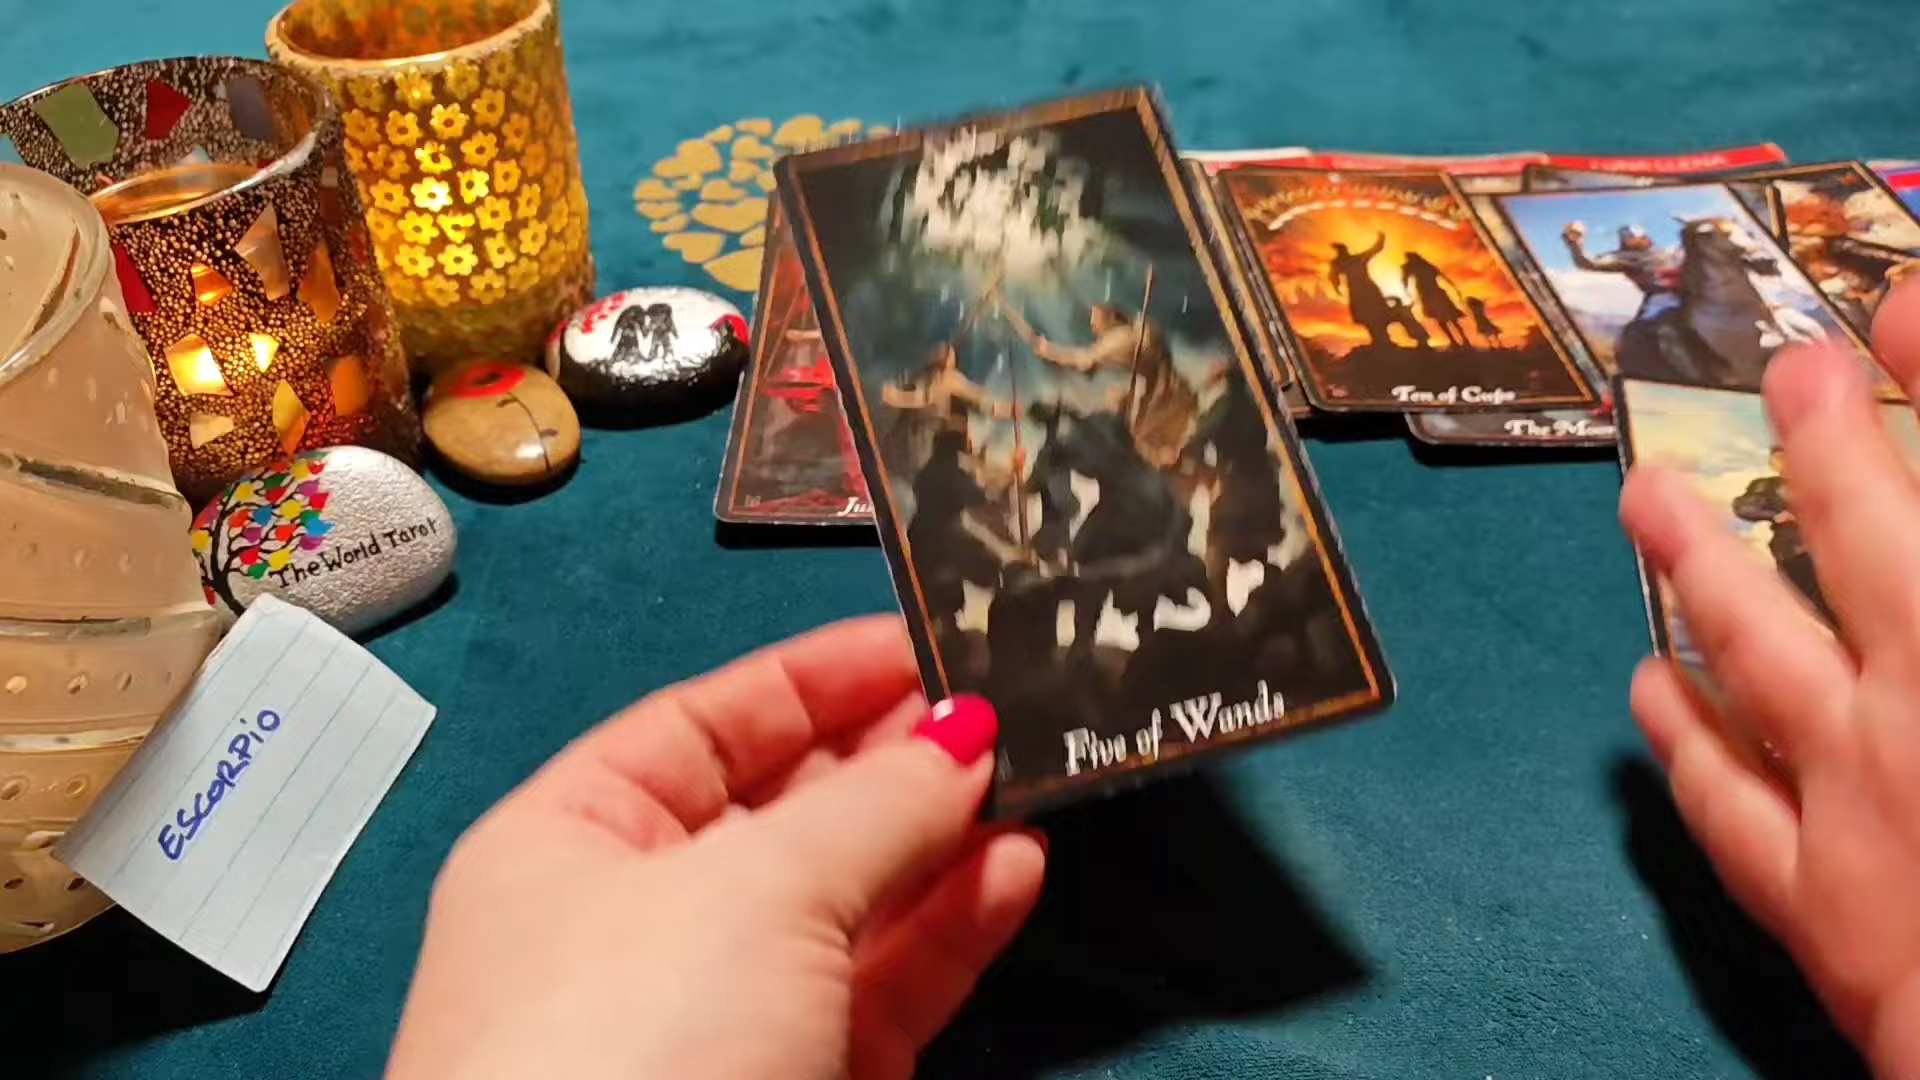 Ten of Cups
The Moon
The World Tarot
Five of Wands
ESCORPiO